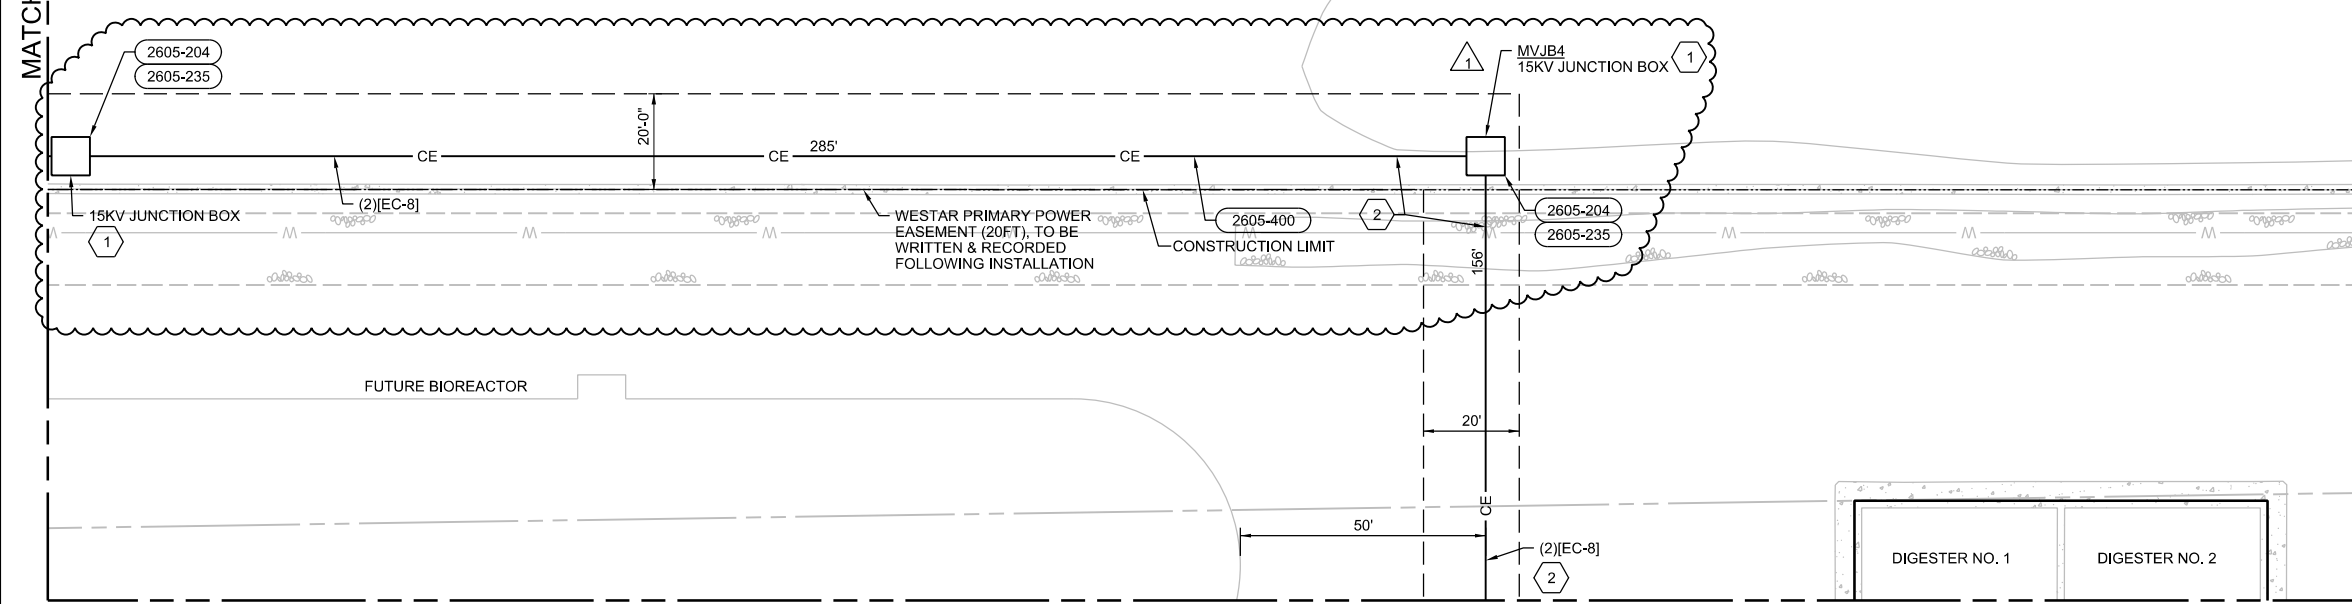 MATCH
2605-204
2605-235
1
MVJB4
15KV JUNCTION BOX
1
20'-0"
CE
CE
285'
CE
(2)[EC-8]
15KV JUNCTION BOX
1
WESTAR PRIMARY POWER
EASEMENT (20FT), TO BE
WRITTEN & RECORDED
FOLLOWING INSTALLATION
2605-400
CONSTRUCTION LIMIT
2
2605-204
2605-235
W
W
W
W
W
W
W
W
W
156'
FUTURE BIOREACTOR
20'
CE
50'
(2)[EC-8]
2
DIGESTER NO. 1
DIGESTER NO. 2